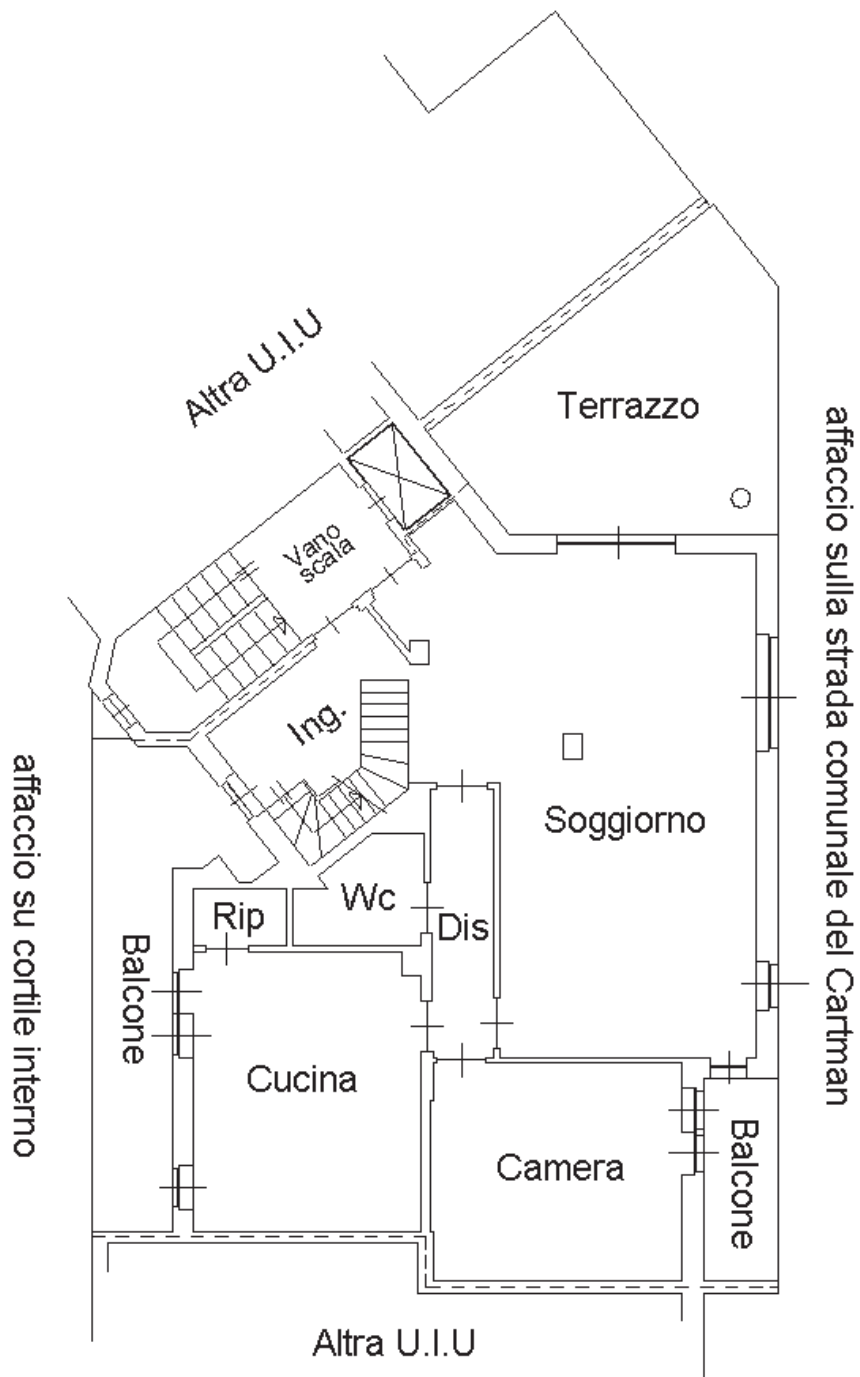 Altra U.I.U
Terrazzo
affaccio sulla strada comunale del Cartman
Vano
scala
Ing.
Soggiorno
affaccio su cortile interno
Wc
Rip
Dis
Balcone
Cucina
Camera
Balcone
Altra U.I.U